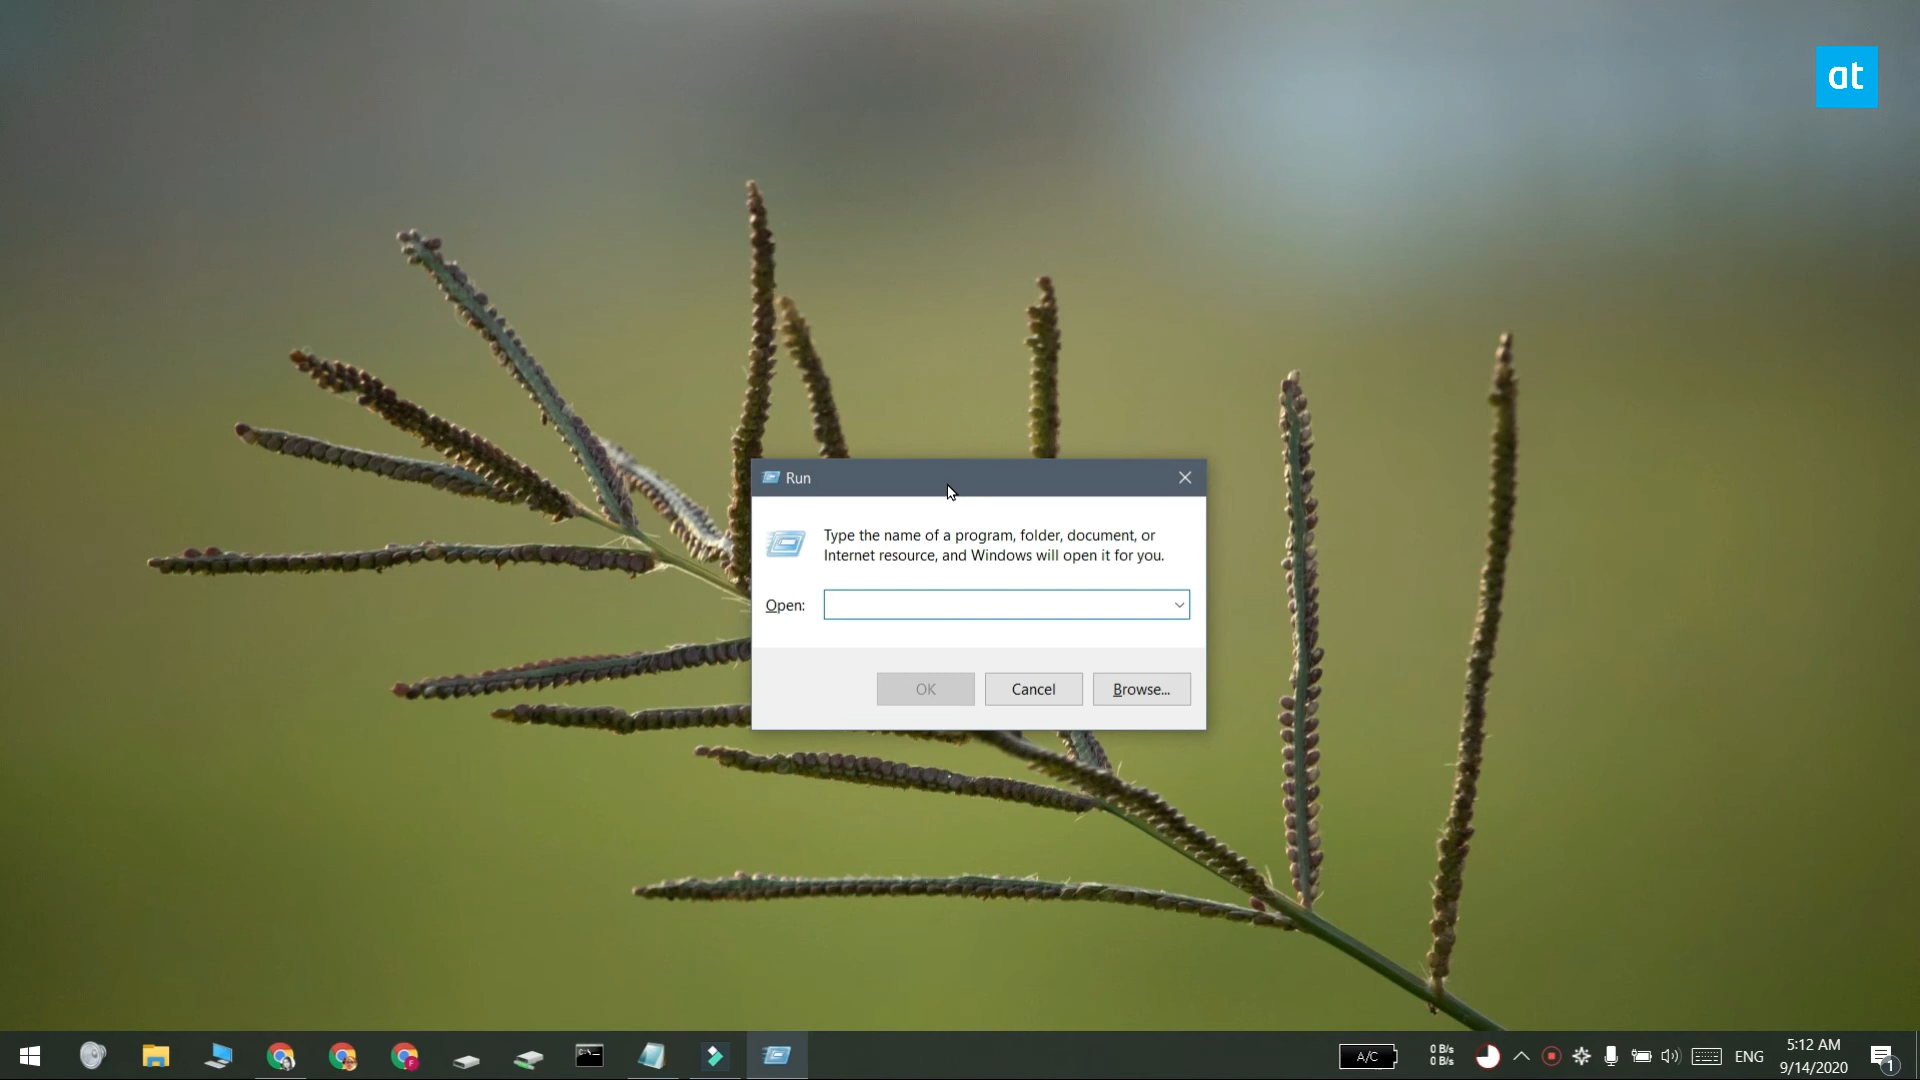 at
Run
Type the name of a program, folder, document, or
Internet resource, and Windows will open it for you.
Open:
OK
Cancel
Browse...
A/C
0 B/s
0 B/s
ENG
5:12 AM
9/14/2020
1